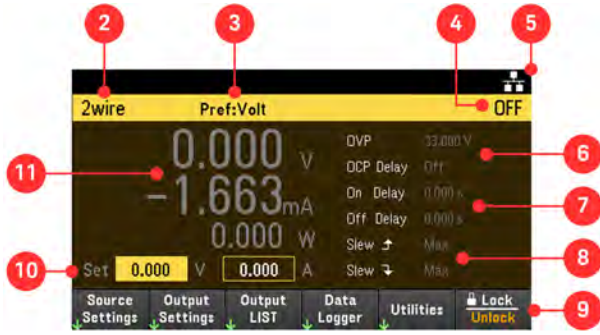 2 3 4 5
2wire Pref:Volt OFF
0.000 V
-1.663mA
0.000 W
Set 0.000 V 0.000 A
OVP 33.000 V
OCP Delay Off
On Delay 0.000 s
Off Delay 0.000 s
Slew Max
Slew Max
6
7
8
9
10
11
Source Settings
Output Settings
Output LIST
Data Logger
Utilities
Lock Unlock